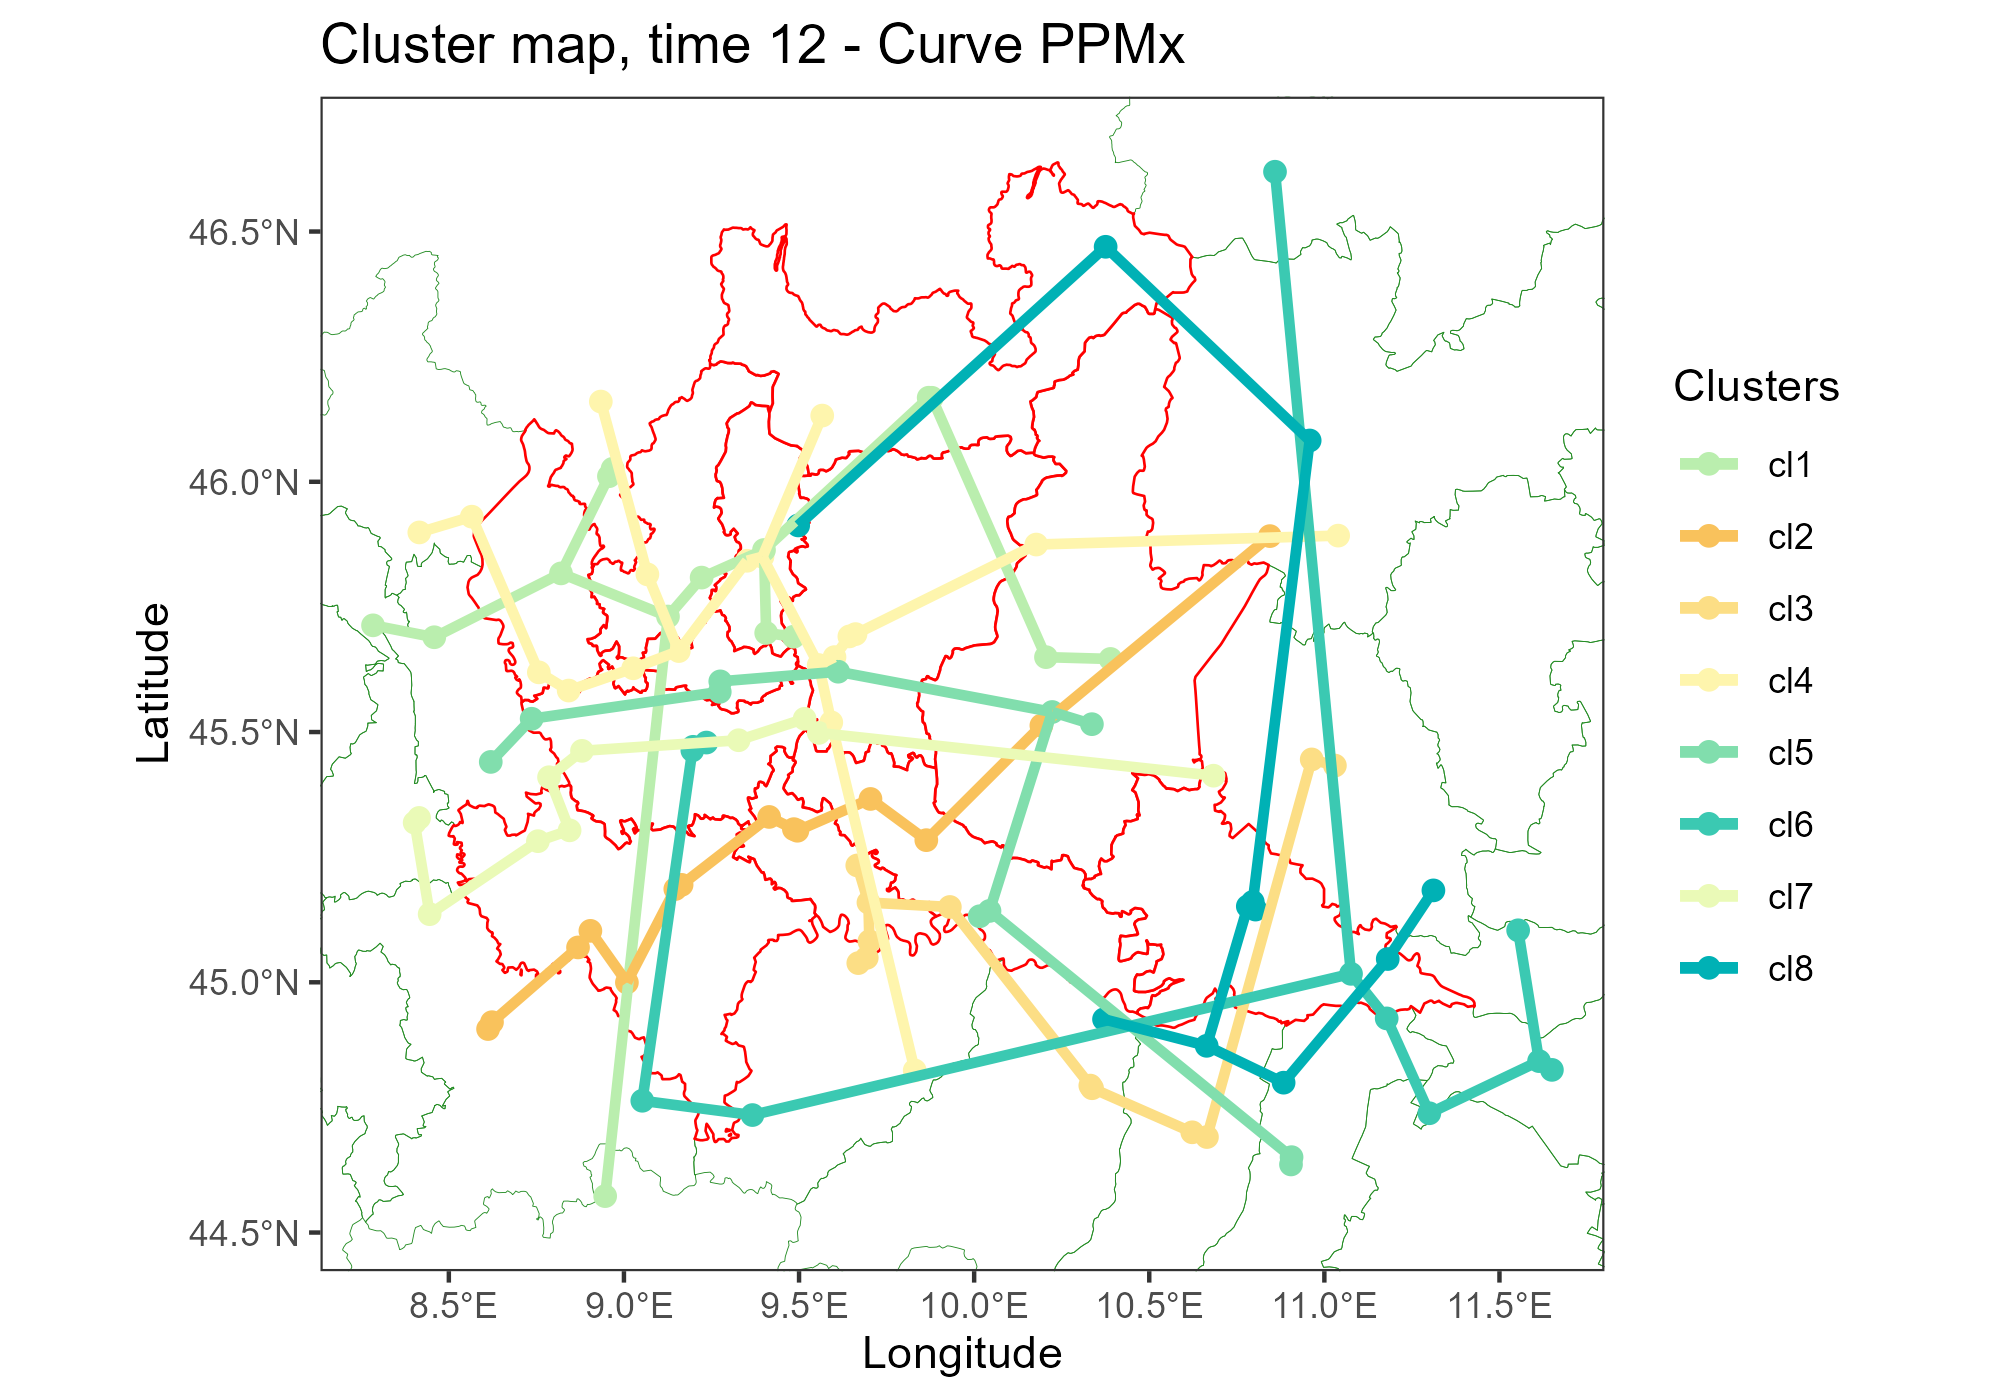 Cluster map, time 12 - Curve PPMx
46.5°N
46.0°N
45.5°N
45.0°N
44.5°N
Latitude
8.5°E
9.0°E
9.5°E
10.0°E
10.5°E
11.0°E
11.5°E
Longitude
Clusters
cl1
cl2
cl3
cl4
cl5
cl6
cl7
cl8